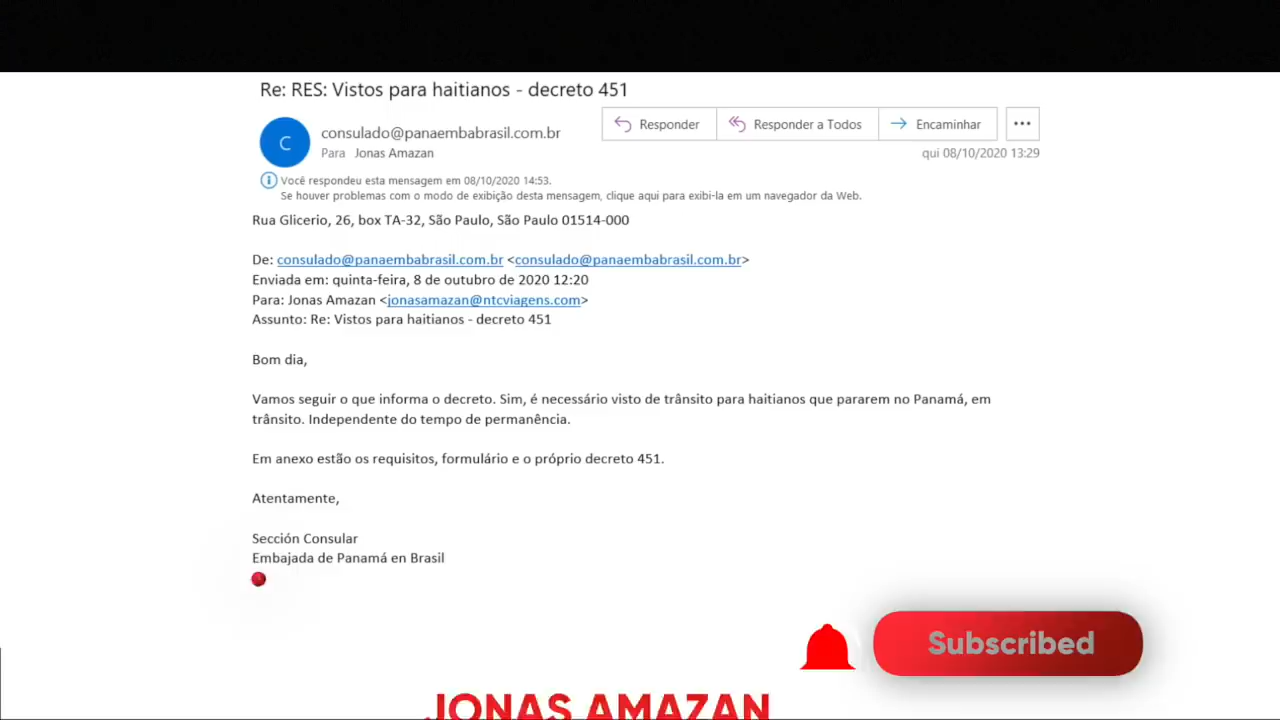 Re: RES: Vistos para haitianos - decreto 451
C
consulado@panaembabrasil.com.br
Para Jonas Amazan
Responder
Responder a Todos
Encaminhar
...
qui 08/10/2020 13:29
Você respondeu esta mensagem em 08/10/2020 14:53.
Se houver problemas com o modo de exibição desta mensagem, clique aqui para exibi-la em um navegador da Web.
Rua Glicerio, 26, box TA-32, São Paulo, São Paulo 01514-000
De: consulado@panaembabrasil.com.br <consulado@panaembabrasil.com.br>
Enviada em: quinta-feira, 8 de outubro de 2020 12:20
Para: Jonas Amazan <jonasamazan@ntcviagens.com>
Assunto: Re: Vistos para haitianos - decreto 451
Bom dia,
Vamos seguir o que informa o decreto. Sim, é necessário visto de trânsito para haitianos que pararem no Panamá, em
trânsito. Independente do tempo de permanência.
Em anexo estão os requisitos, formulário e o próprio decreto 451.
Atentamente,
Sección Consular
Embajada de Panamá en Brasil
Subscribed
JONAS AMAZAN